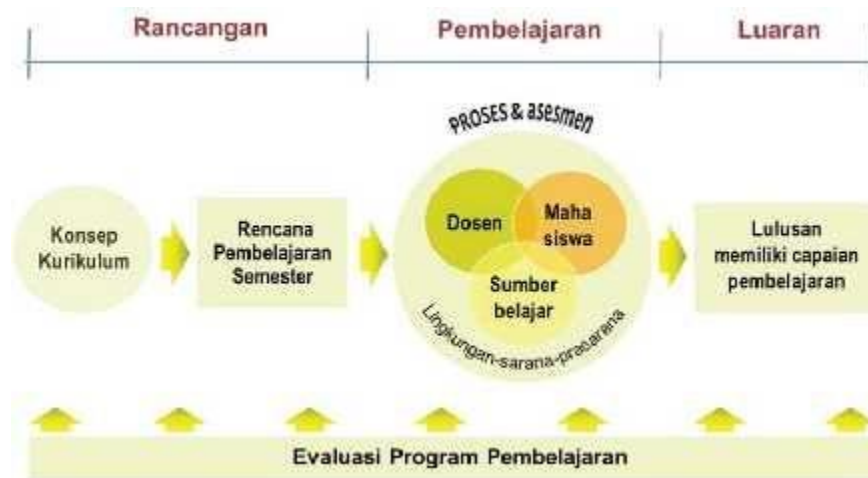 Rancangan
Pembelajaran
Luaran
PROSES & asesmen
Konsep
Kurikulum
Rencana
Pembelajaran
Semester
Dosen
Maha
siswa
Sumber
belajar
Lingkungan-sarana-prasarana
Lulusan
memiliki capaian
pembelajaran
Evaluasi Program Pembelajaran